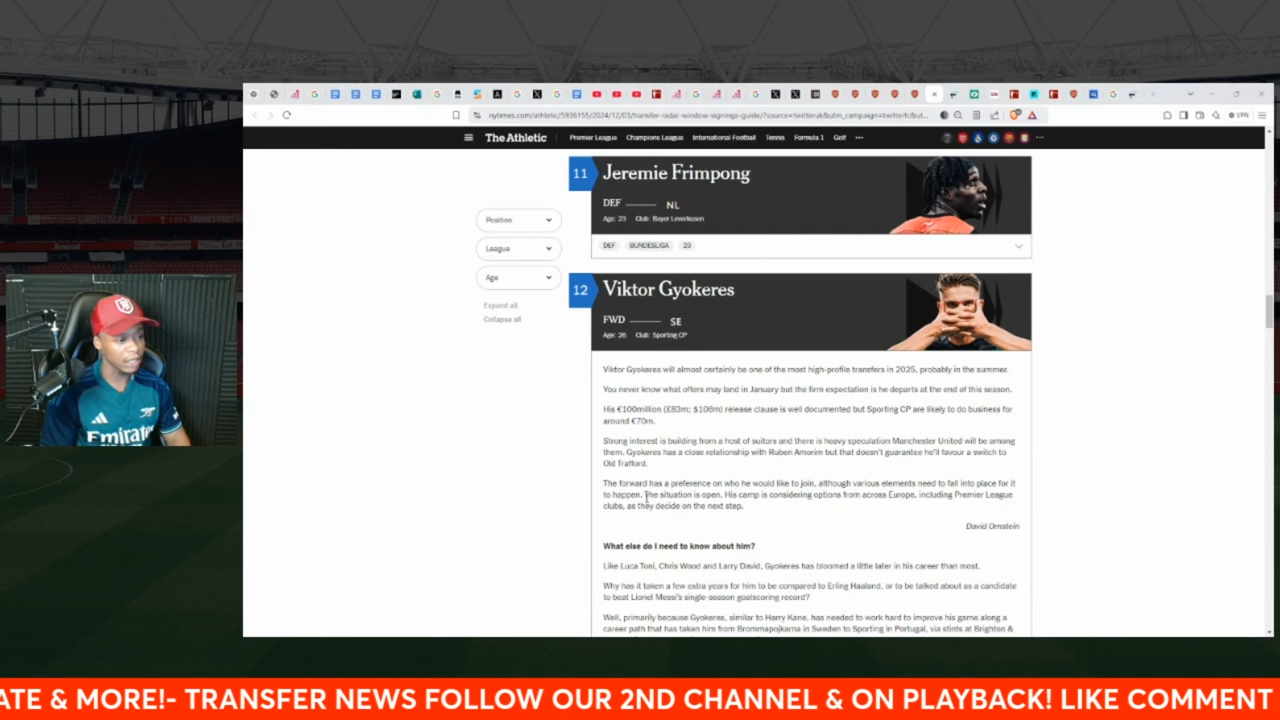 nytimes.com/athletic/5936155/2024/12/03/transfer-radar-window-signings-guide/?source=twitteruk&utm_campaign=twitterfc&ut...
VPN
The Athletic
Premier League
Champions League
International Football
Tennis
Formula 1
Golf
11
Jeremie Frimpong
DEF
NL
Age: 23 Club: Bayer Leverkusen
DEF BUNDESLIGA 23
Position
League
Age
Expand all
Collapse all
12
Viktor Gyokeres
FWD
SE
Age: 26 Club: Sporting CP
Viktor Gyokeres will almost certainly be one of the most high-profile transfers in 2025, probably in the summer.
You never know what offers may land in January but the firm expectation is he departs at the end of this season.
His €100million (£83m; $106m) release clause is well documented but Sporting CP are likely to do business for
around €70m.
Strong interest is building from a host of suitors and there is heavy speculation Manchester United will be among
them. Gyokeres has a close relationship with Ruben Amorim but that doesn't guarantee he'll favour a switch to
Old Trafford.
The forward has a preference on who he would like to join, although various elements need to fall into place for it
to happen. The situation is open. His camp is considering options from across Europe, including Premier League
clubs, as they decide on the next step.
David Ornstein
What else do I need to know about him?
Like Luca Toni, Chris Wood and Larry David, Gyokeres has bloomed a little later in his career than most.
Why has it taken a few extra years for him to be compared to Erling Haaland, or to be talked about as a candidate
to beat Lionel Messi's single-season goalscoring record?
Well, primarily because Gyokeres, similar to Harry Kane, has needed to work hard to improve his game along a
career path that has taken him from Brommapojkarna in Sweden to Sporting in Portugal, via stints at Brighton &
Emirates
ATE & MORE!- TRANSFER NEWS FOLLOW OUR 2ND CHANNEL & ON PLAYBACK! LIKE COMMENT